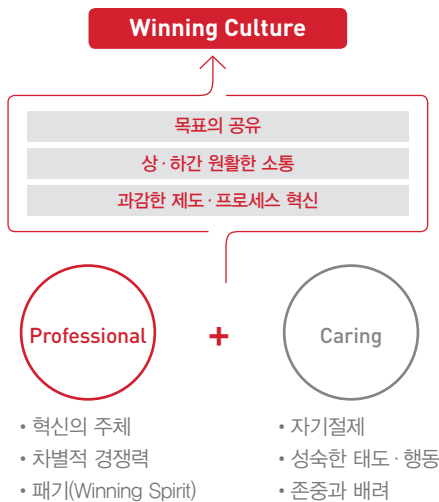 Winning Culture
목표의 공유
상·하간 원활한 소통
과감한 제도·프로세스 혁신
Professional + Caring
• 혁신의 주체
• 차별적 경쟁력
• 패기(Winning Spirit)
• 자기절제
• 성숙한 태도·행동
• 존중과 배려